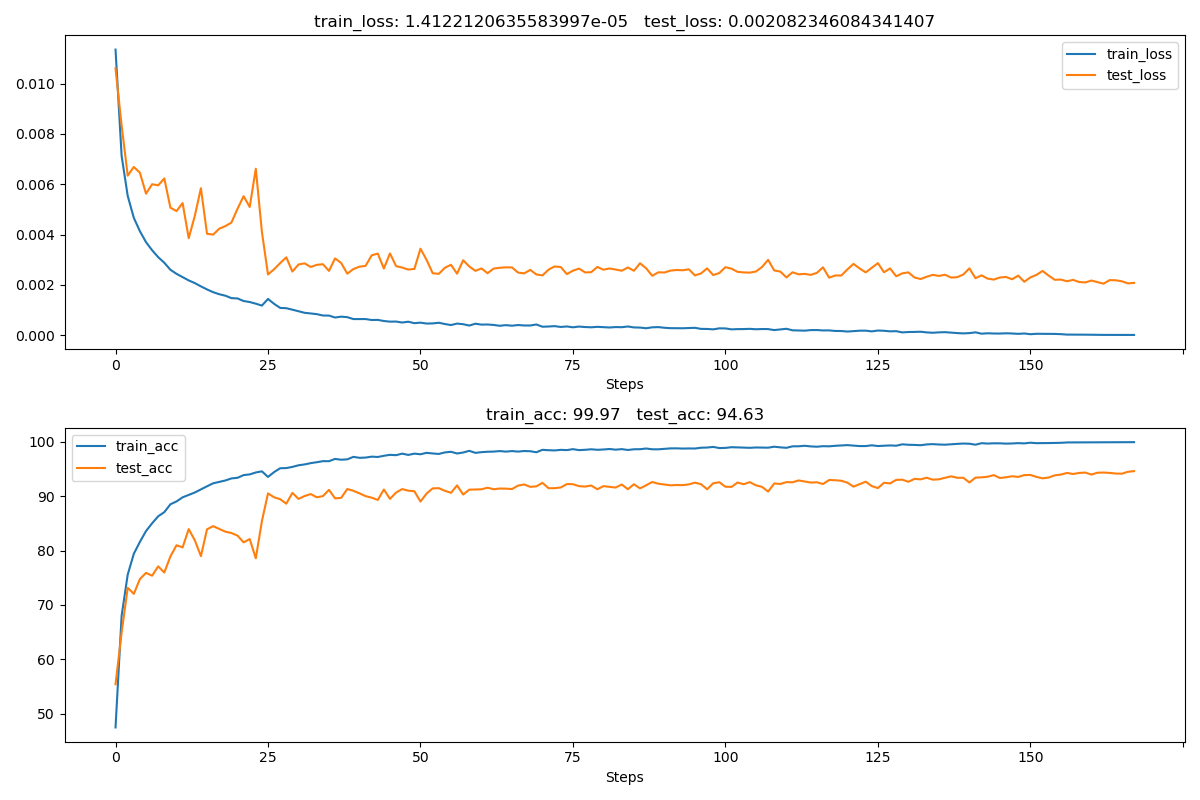 train_loss: 1.4122120635583997e-05   test_loss: 0.002082346084341407
train_loss
test_loss
0.010
0.008
0.006
0.004
0.002
0.000
0 25 50 75 100 125 150
Steps
train_acc: 99.97   test_acc: 94.63
train_acc
test_acc
100
90
80
70
60
50
0 25 50 75 100 125 150
Steps